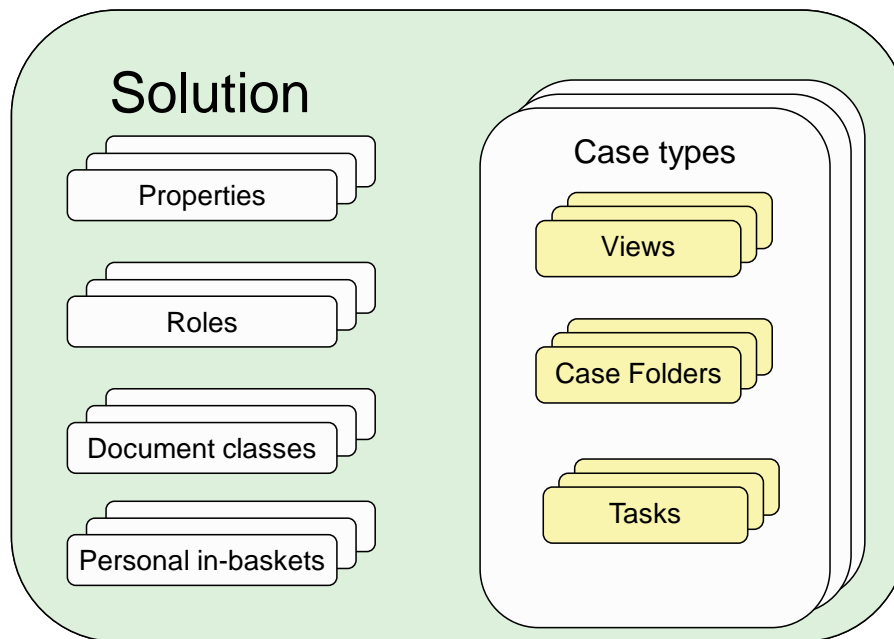 Solution
Properties
Roles
Document classes
Personal in-baskets
Case types
Views
Case Folders
Tasks